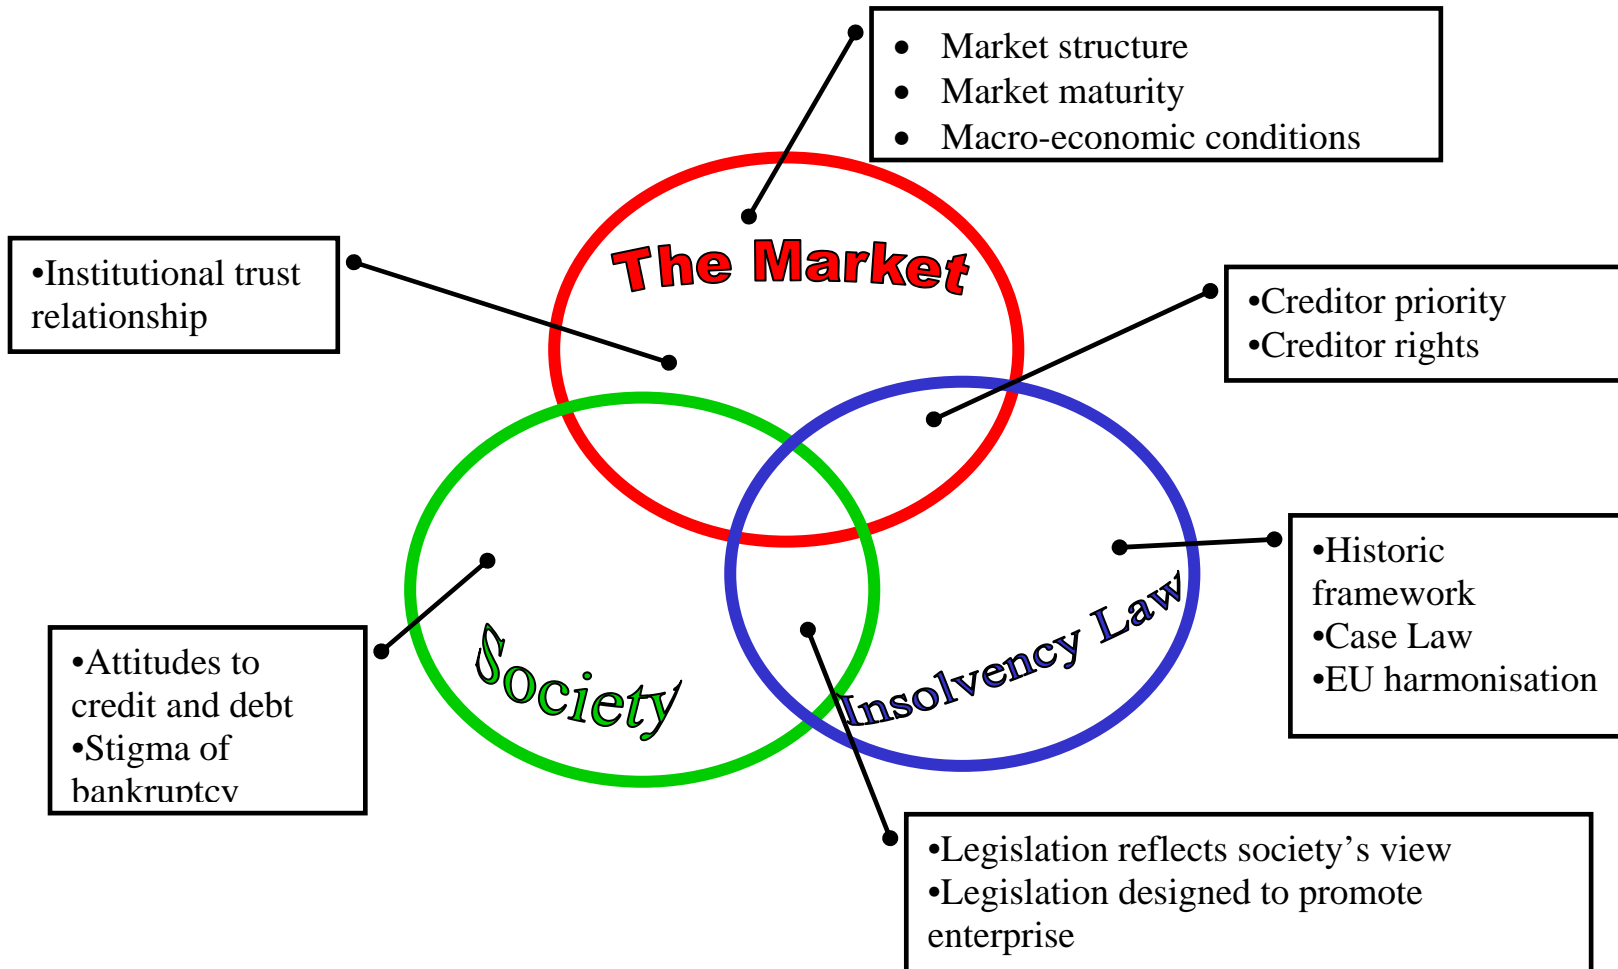 • Market structure
• Market maturity
• Macro-economic conditions
The Market
•Institutional trust
relationship
•Creditor priority
•Creditor rights
•Historic
framework
•Case Law
•EU harmonisation
Society
Insolvency Law
•Attitudes to
credit and debt
•Stigma of
bankruptcy
•Legislation reflects society’s view
•Legislation designed to promote
enterprise